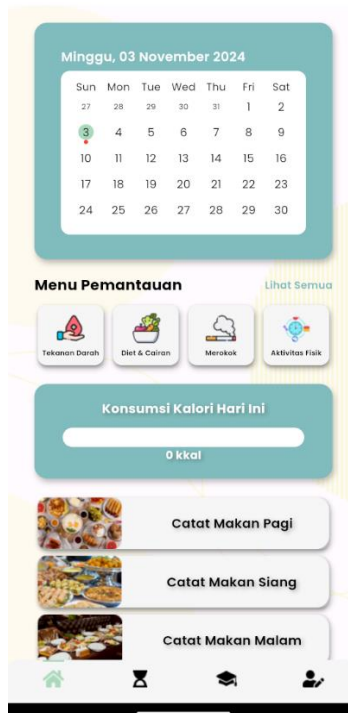 Minggu, 03 November 2024
Sun Mon Tue Wed Thu Fri Sat
27 28 29 30 31 1 2
3 4 5 6 7 8 9
10 11 12 13 14 15 16
17 18 19 20 21 22 23
24 25 26 27 28 29 30
Menu Pemantauan Lihat Semua
Tekanan Darah Diet & Cairan Merokok Aktivitas Fisik
Konsumsi Kalori Hari Ini
0 kkal
Catat Makan Pagi
Catat Makan Siang
Catat Makan Malam